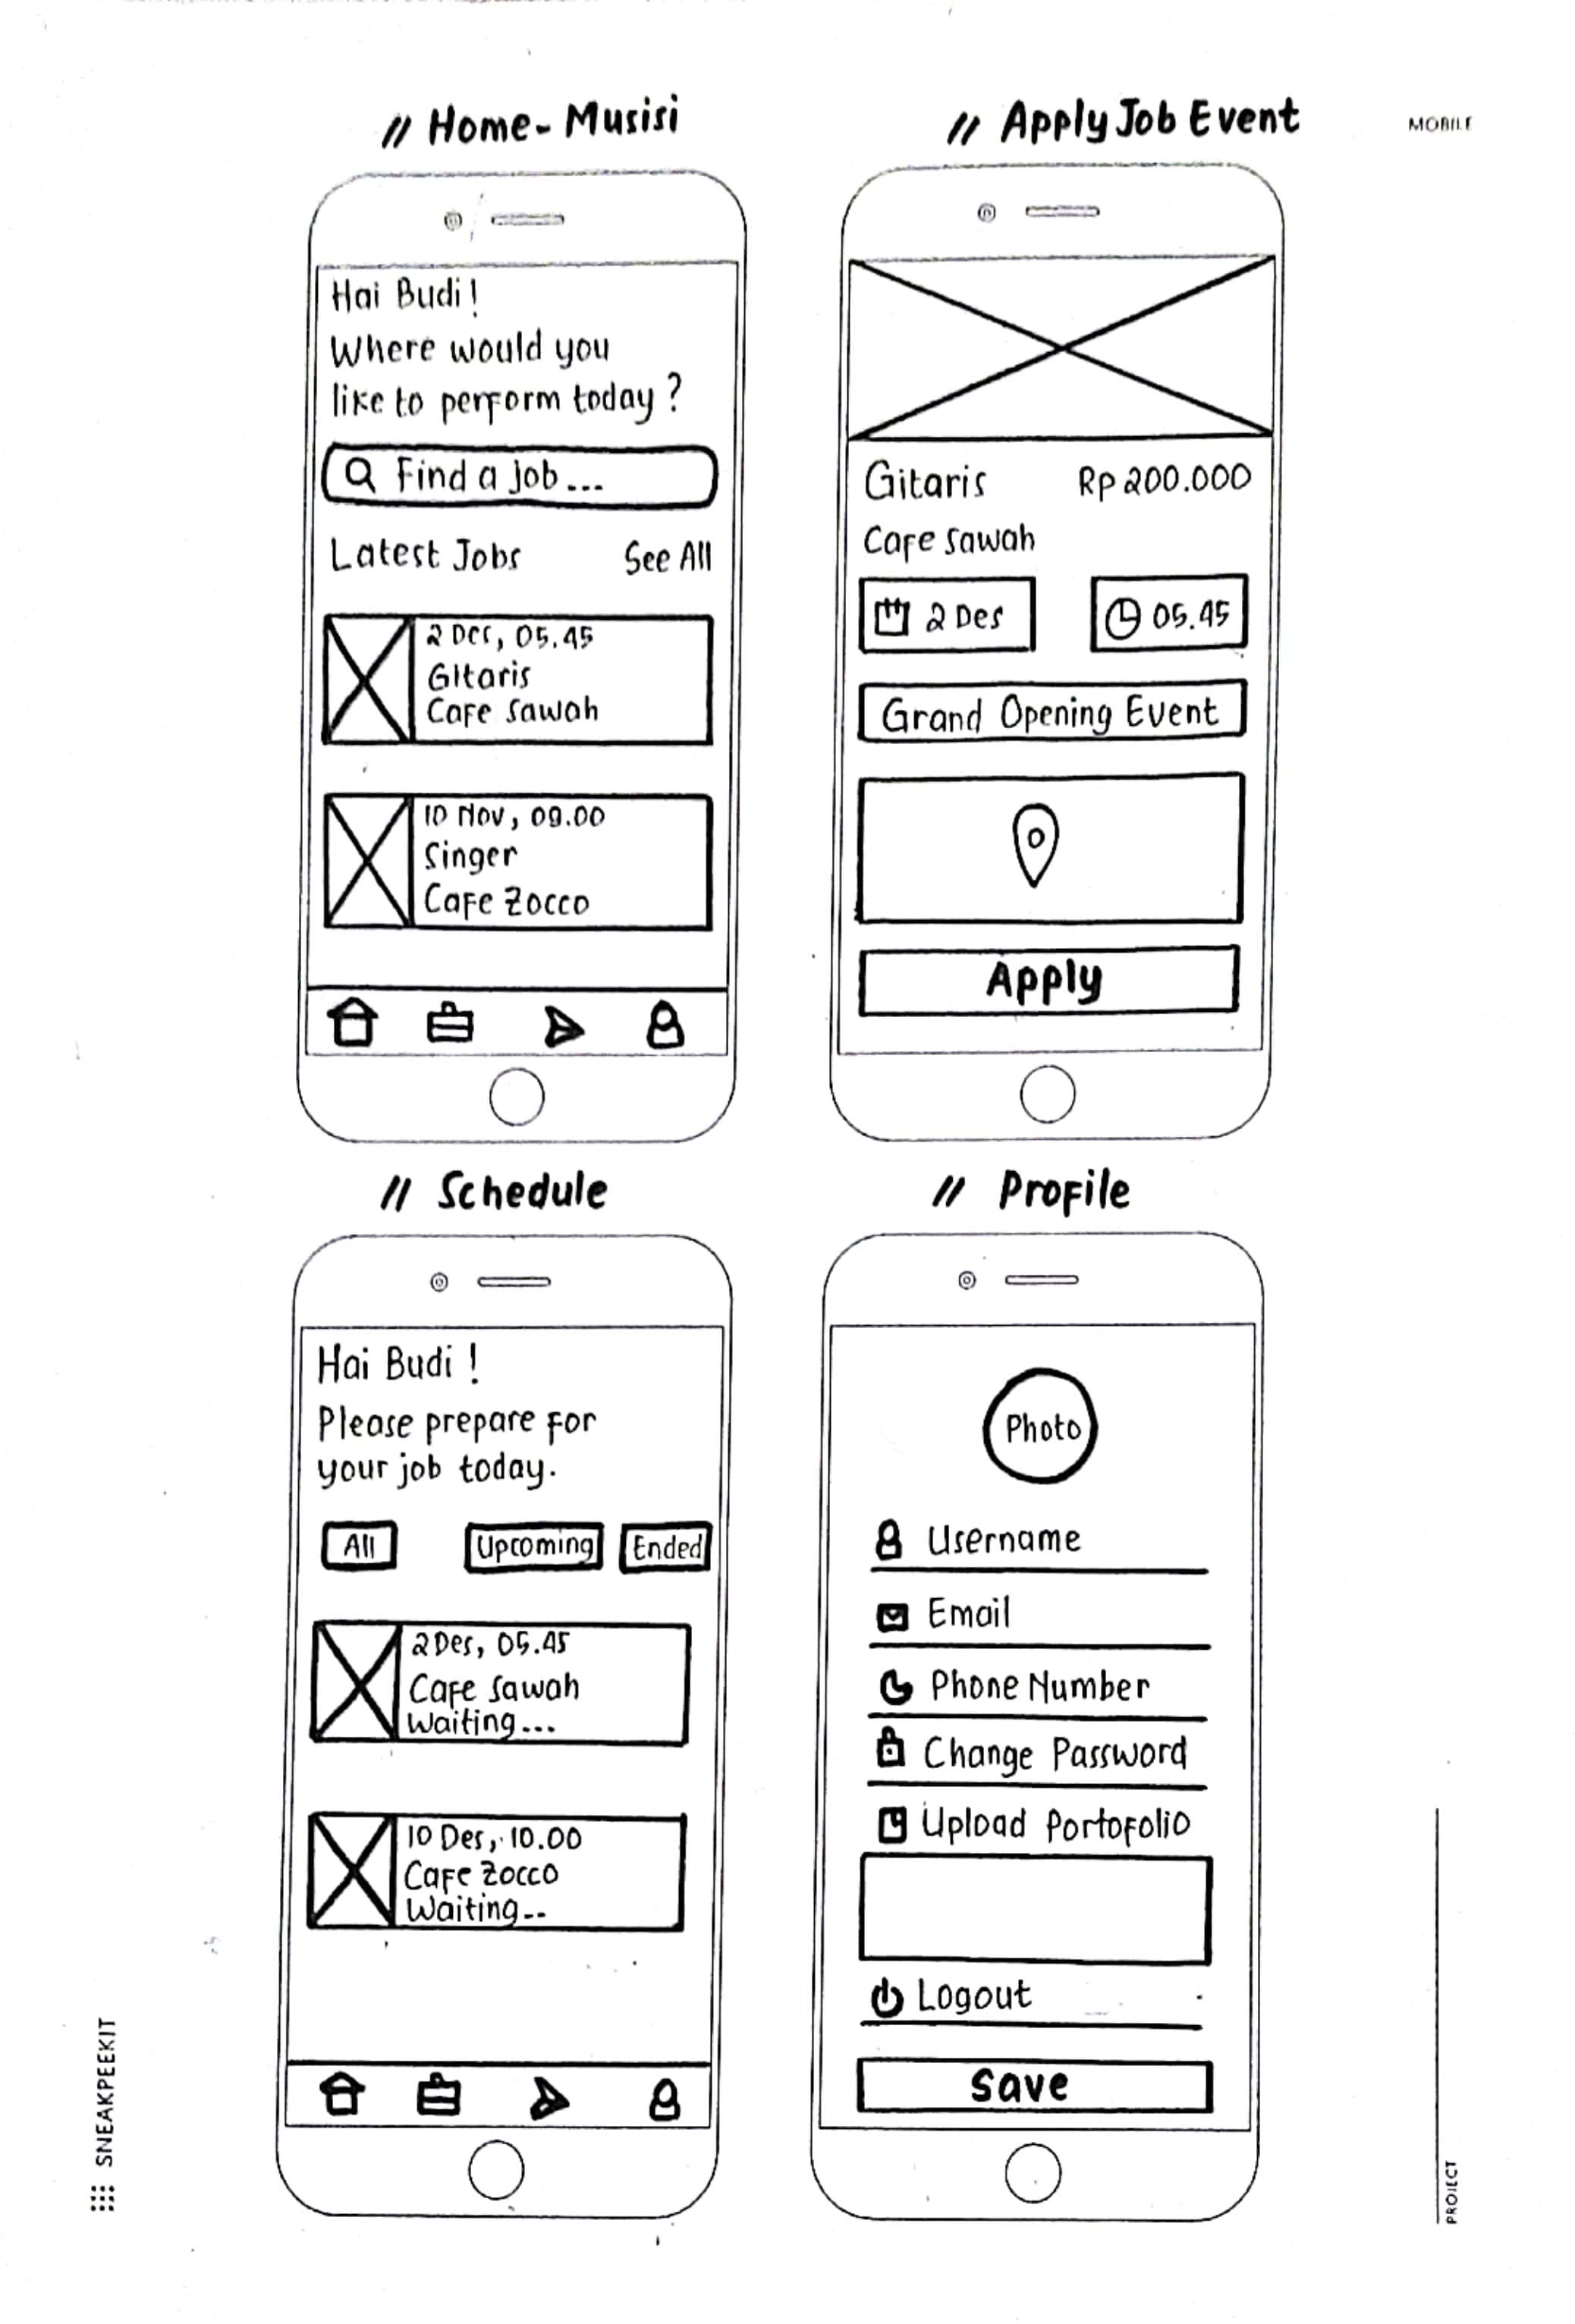 // Home-Musisi
Hai Budi!
Where would you
like to perform today?
Find a job...
Latest Jobs See All
2 Des, 05.45
Gitaris
Cafe Sawah
10 Nov, 09.00
Singer
Cafe Zocco
// Apply Job Event
MOBILE
Gitaris Rp 200.000
Cafe Sawah
2 Des 05.45
Grand Opening Event
Apply
// Schedule
Hai Budi!
Please prepare for
your job today.
All Upcoming Ended
2 Des, 05.45
Cafe Sawah
Waiting...
10 Des, 10.00
Cafe Zocco
Waiting--
// Profile
Photo
Username
Email
Phone Number
Change Password
Upload Portofolio
Logout
Save
SNEAKPEEKIT
PROJECT